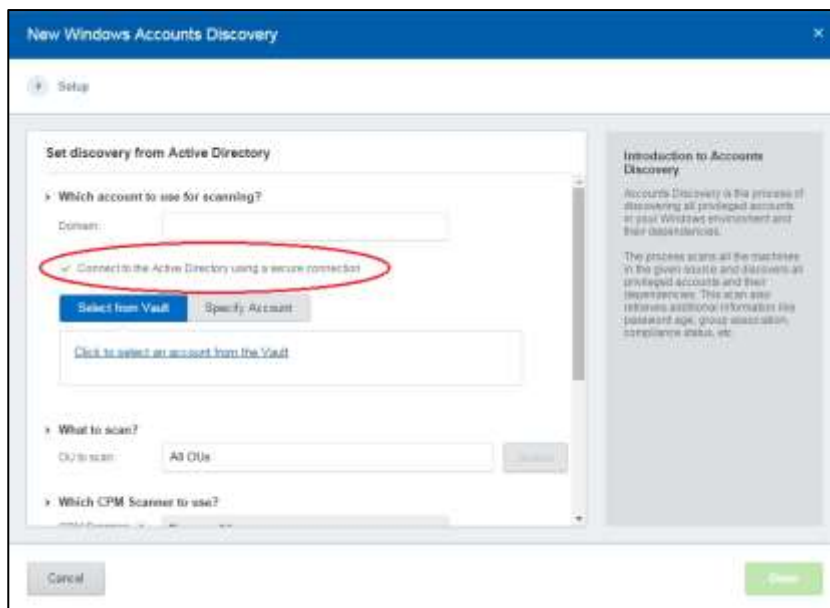 New Windows Accounts Discovery
Setup
Set discovery from Active Directory
Which account to use for scanning?
Domain:
Connect to the Active Directory using a secure connection
Select from Vault
Specify Account
Click to select an account from the Vault
What to scan?
OU to scan:
All OUs
Which CPM Scanner to use?
Cancel
Introduction to Accounts
Discovery
Accounts Discovery is the process of
discovering all privileged accounts
in your Windows environment and
their dependencies.
The process scans all the machines
in the given source and discovers all
privileged accounts and their
dependencies. This scan also
retrieves additional information like
password age, group association,
compliance status, etc.